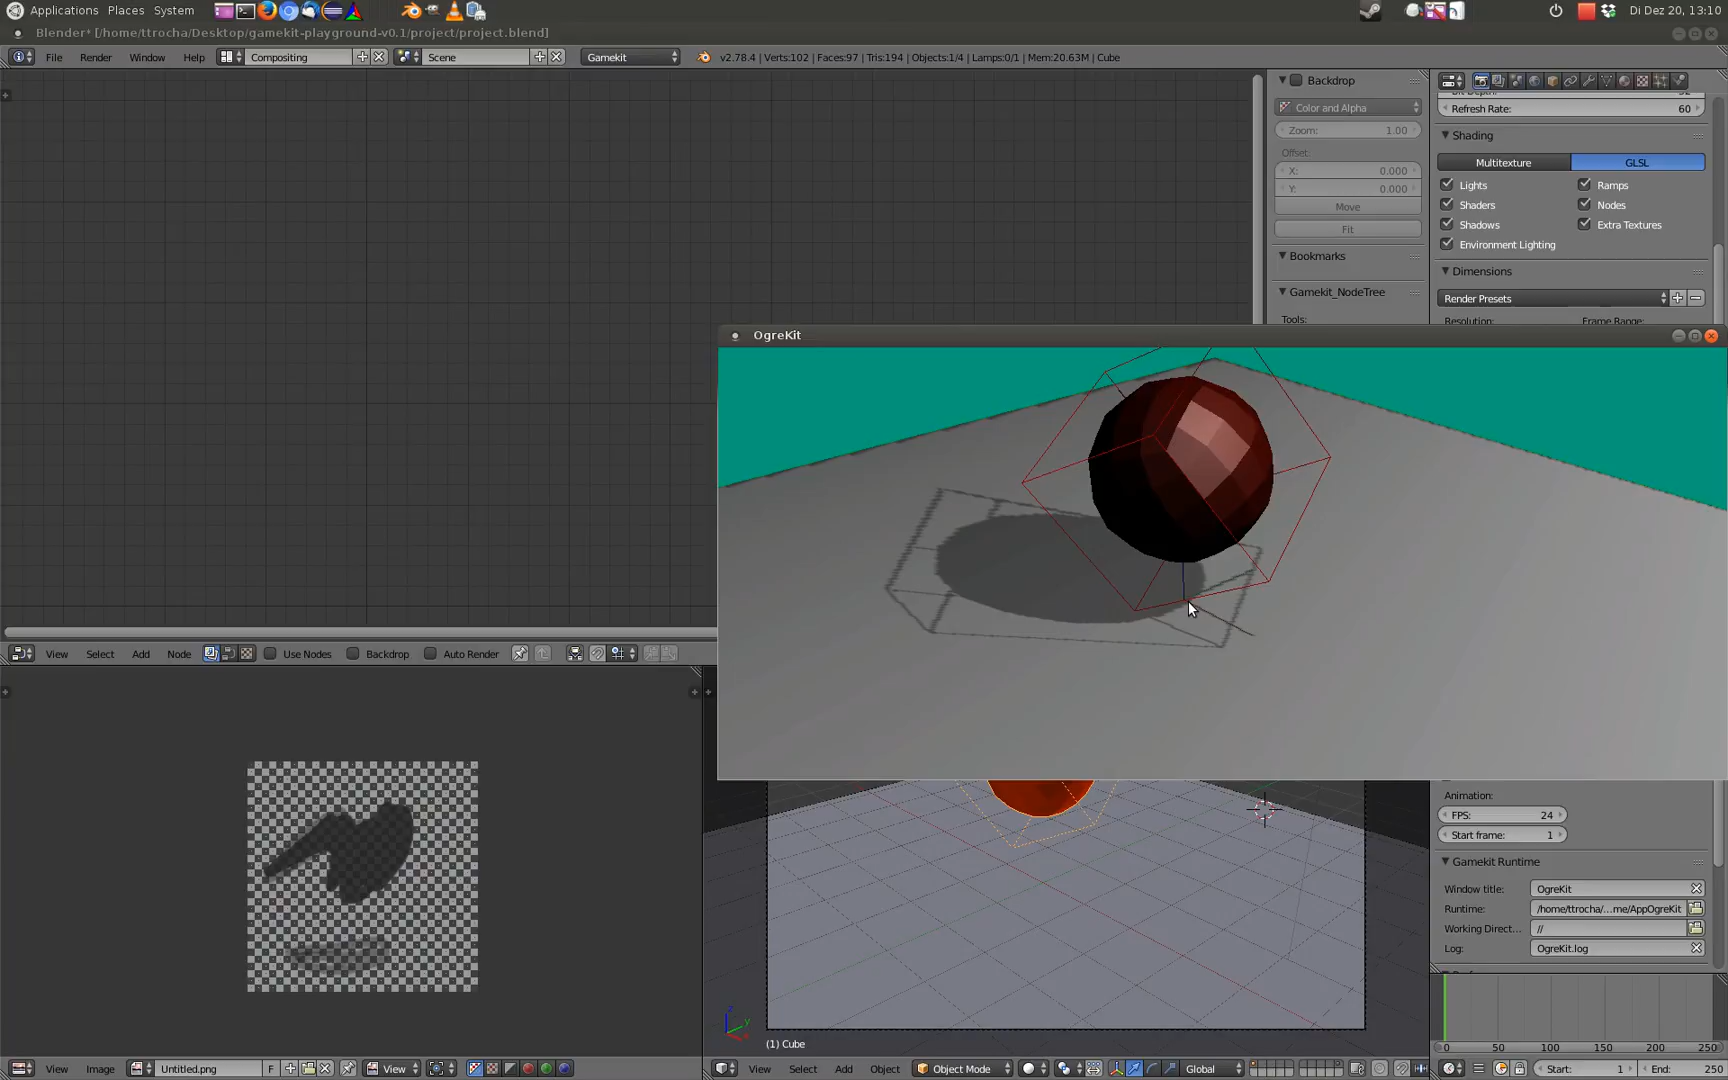 Applications Places System
Di Dez 20, 13:10
Blender* [/home/ttrocha/Desktop/gamekit-playground-v0.1/project/project.blend]
File Render Window Help Compositing Scene Gamekit v2.78.4 | Verts:102 | Faces:97 | Tris:194 | Objects:1/4 | Lamps:0/1 | Mem:20.63M | Cube
Backdrop
Color and Alpha
Zoom: 1.00
Offset:
X: 0.000
Y: 0.000
Move
Fit
Bookmarks
Gamekit_NodeTree
Tools:
Refresh Rate: 60
Shading
Multitexture GLSL
Lights Ramps
Shaders Nodes
Shadows Extra Textures
Environment Lighting
Dimensions
Render Presets
Resolution: Frame Range:
OgreKit
View Select Add Node Use Nodes Backdrop Auto Render
Animation:
FPS: 24
Start frame: 1
Gamekit Runtime
Window title: OgreKit
Runtime: /home/ttrocha/...me/AppOgreKit
Working Direct... //
Log: OgreKit.log
(1) Cube
0 50 100 150 200 250
View Image Untitled.png F View
View Select Add Object Object Mode Global
Start: 1 End: 250